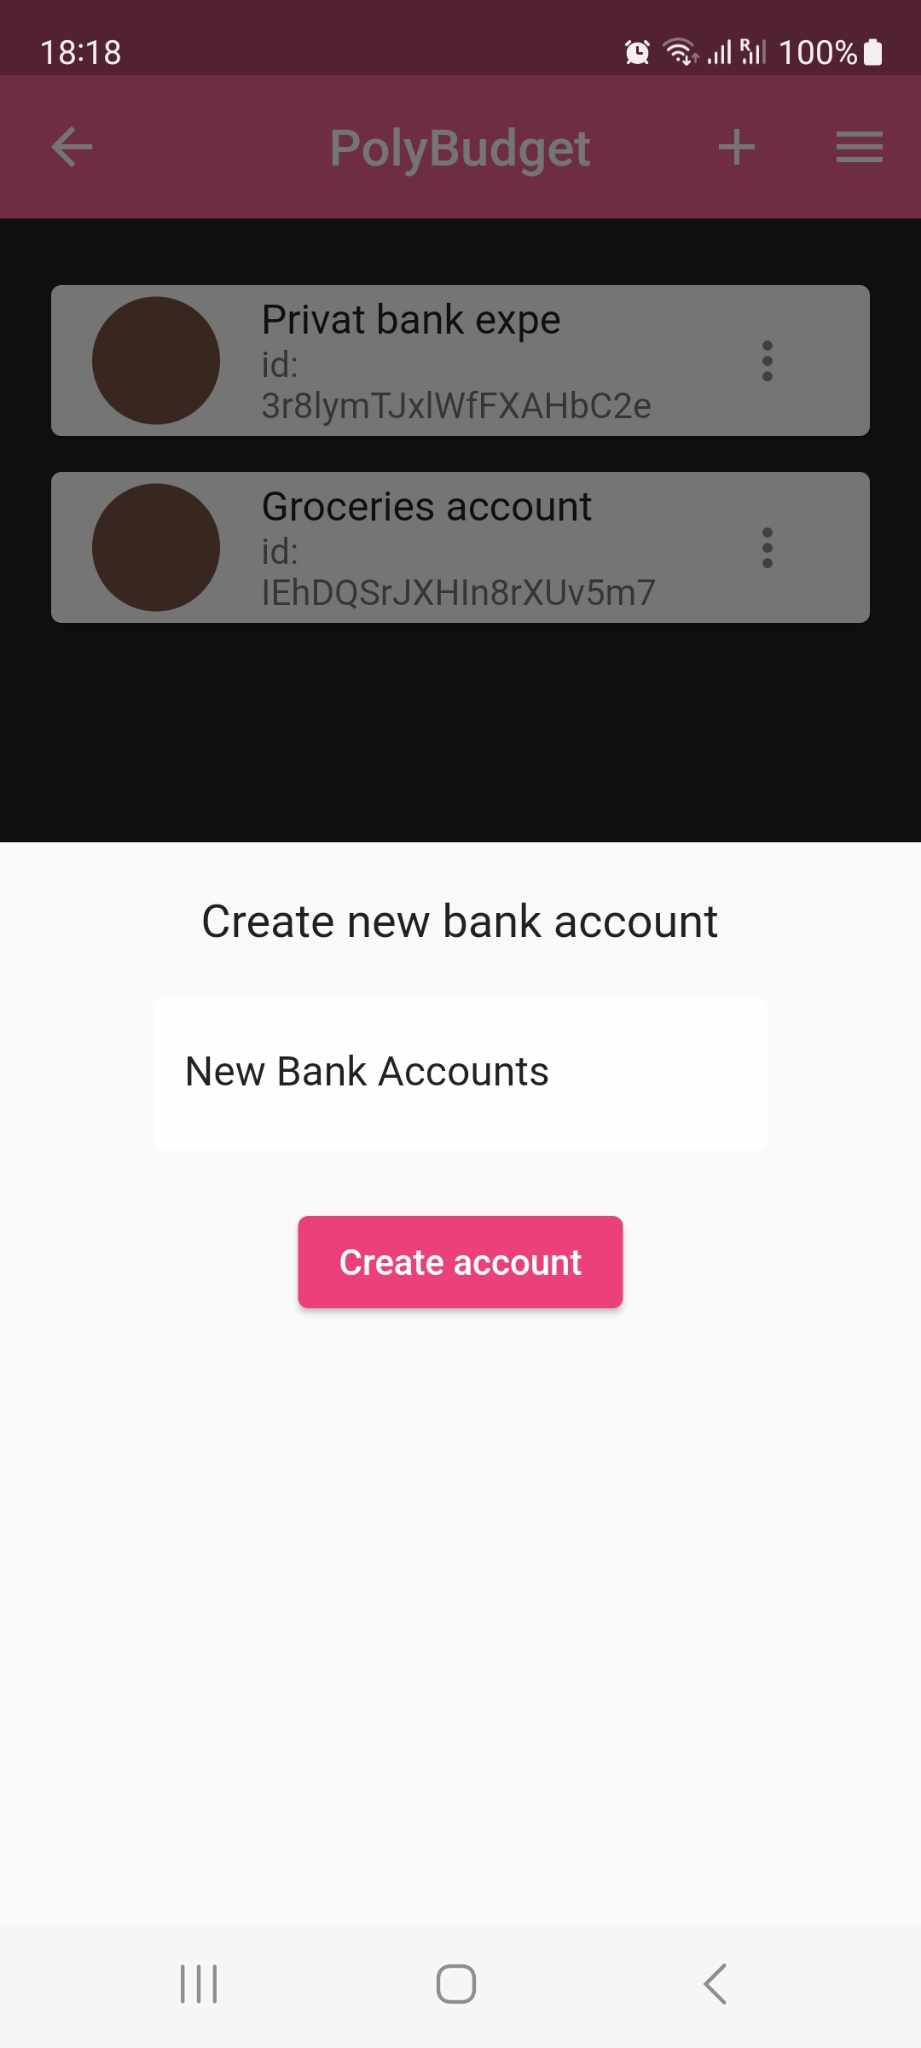 18:18
R
100%
PolyBudget
Privat bank expe
id:
3r8lymTJxlWfFXAHbC2e
Groceries account
id:
IEhDQSrJXHIn8rXUv5m7
Create new bank account
New Bank Accounts
Create account